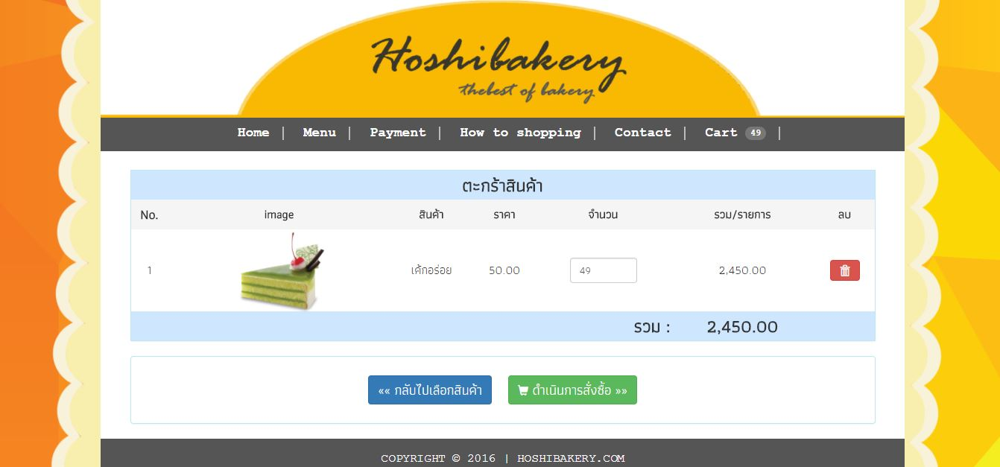 Hoshibakery
thebest of bakery
Home | Menu | Payment | How to shopping | Contact | Cart 49 |
ตะกร้าสินค้า
No. image สินค้า ราคา จำนวน รวม/รายการ ลบ
1 เค้กอร่อย 50.00 49 2,450.00
รวม : 2,450.00
«« กลับไปเลือกสินค้า ดำเนินการสั่งซื้อ »»
COPYRIGHT © 2016 | HOSHIBAKERY.COM